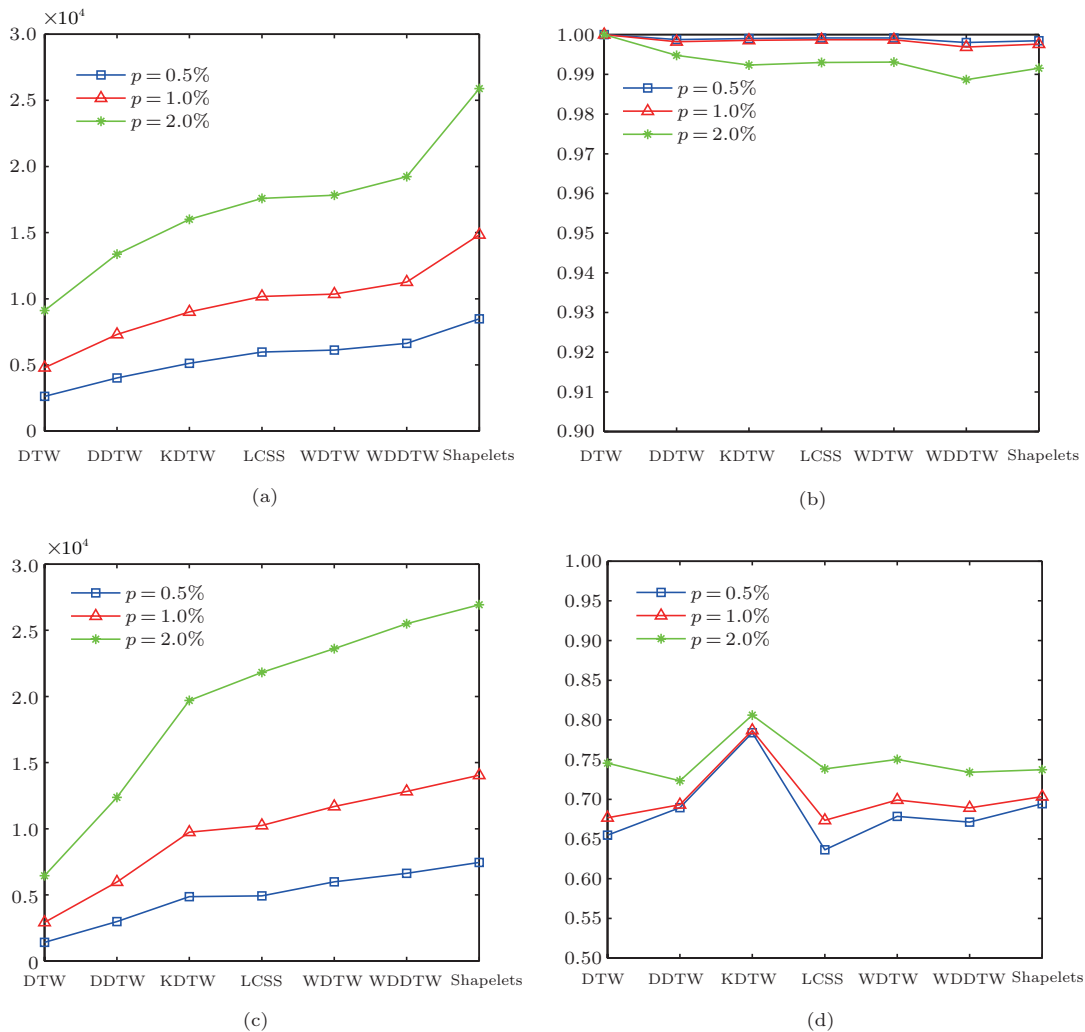 ×10⁴
3.0
2.5
2.0
1.5
1.0
0.5
0
p = 0.5%
p = 1.0%
p = 2.0%
DTW DDTW KDTW LCSS WDTW WDDTW Shapelets
(a)
1.00
0.99
0.98
0.97
0.96
0.95
0.94
0.93
0.92
0.91
0.90
p = 0.5%
p = 1.0%
p = 2.0%
DTW DDTW KDTW LCSS WDTW WDDTW Shapelets
(b)
×10⁴
3.0
2.5
2.0
1.5
1.0
0.5
0
p = 0.5%
p = 1.0%
p = 2.0%
DTW DDTW KDTW LCSS WDTW WDDTW Shapelets
(c)
1.00
0.95
0.90
0.85
0.80
0.75
0.70
0.65
0.60
0.55
0.50
p = 0.5%
p = 1.0%
p = 2.0%
DTW DDTW KDTW LCSS WDTW WDDTW Shapelets
(d)